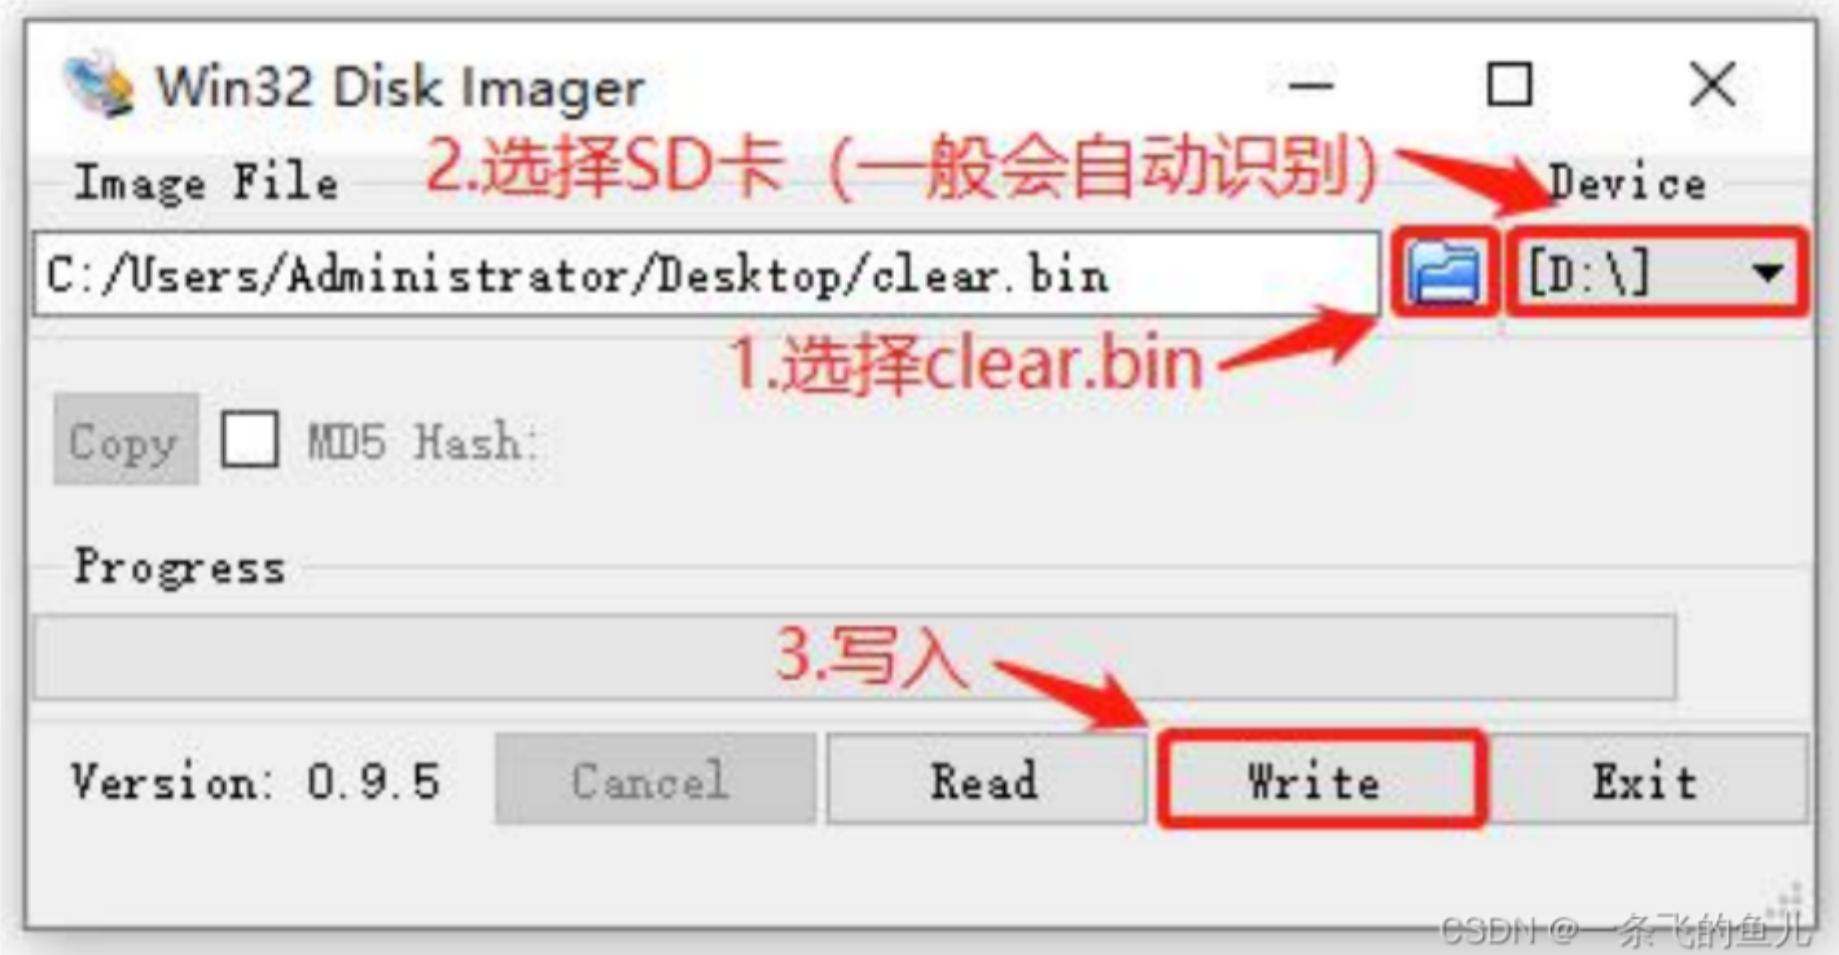 Win32 Disk Imager
2.选择SD卡（一般会自动识别）
Image File
Device
C:/Users/Administrator/Desktop/clear.bin
[D:\]
1.选择clear.bin
Copy
MD5 Hash:
Progress
3.写入
Version: 0.9.5
Cancel
Read
Write
Exit
CSDN @一条飞的鱼儿